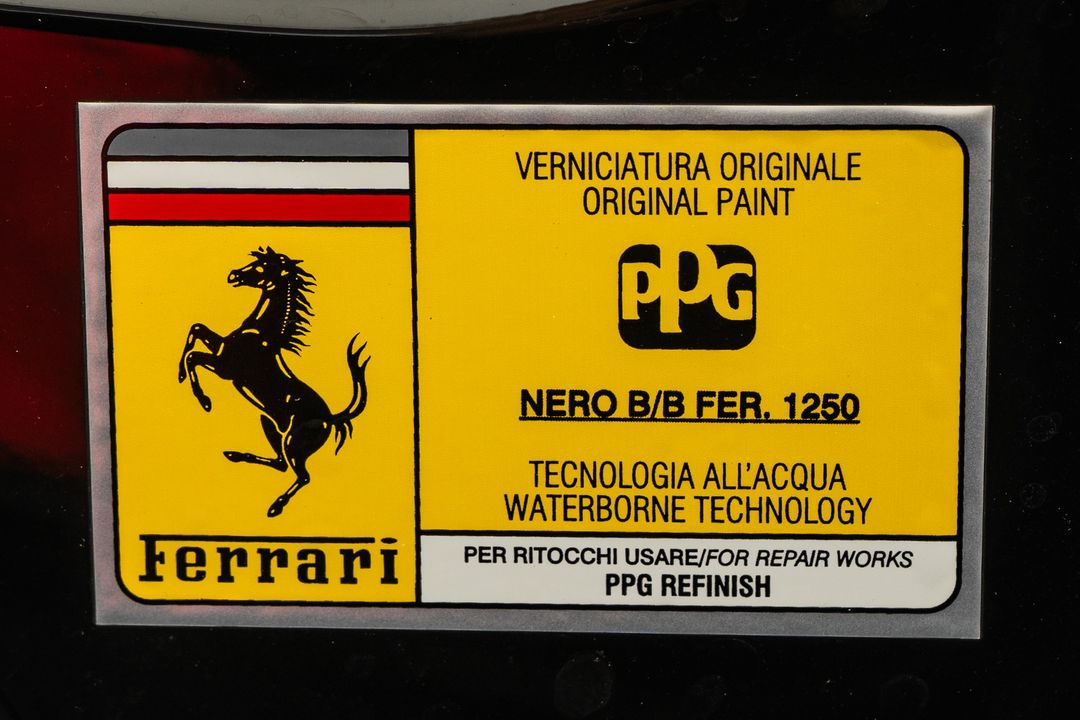 Ferrari
VERNICIATURA ORIGINALE
ORIGINAL PAINT
PPG
NERO B/B FER. 1250
TECNOLOGIA ALL'ACQUA
WATERBORNE TECHNOLOGY
PER RITOCCHI USARE/FOR REPAIR WORKS
PPG REFINISH